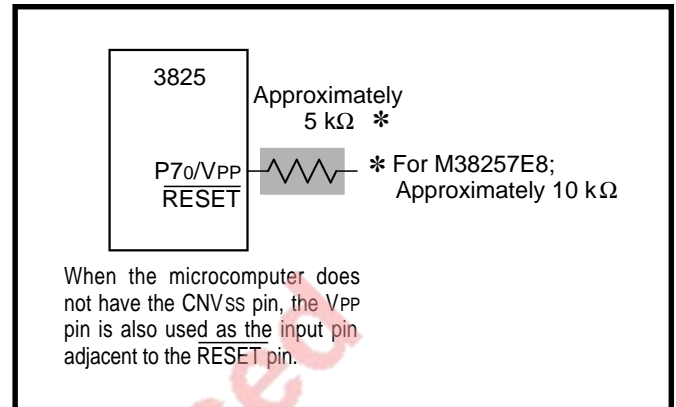 3825
Approximately
5 kΩ ✻
P70/VPP
RESET
✻ For M38257E8;
Approximately 10 kΩ
When the microcomputer does
not have the CNVSS pin, the VPP
pin is also used as the input pin
adjacent to the RESET pin.